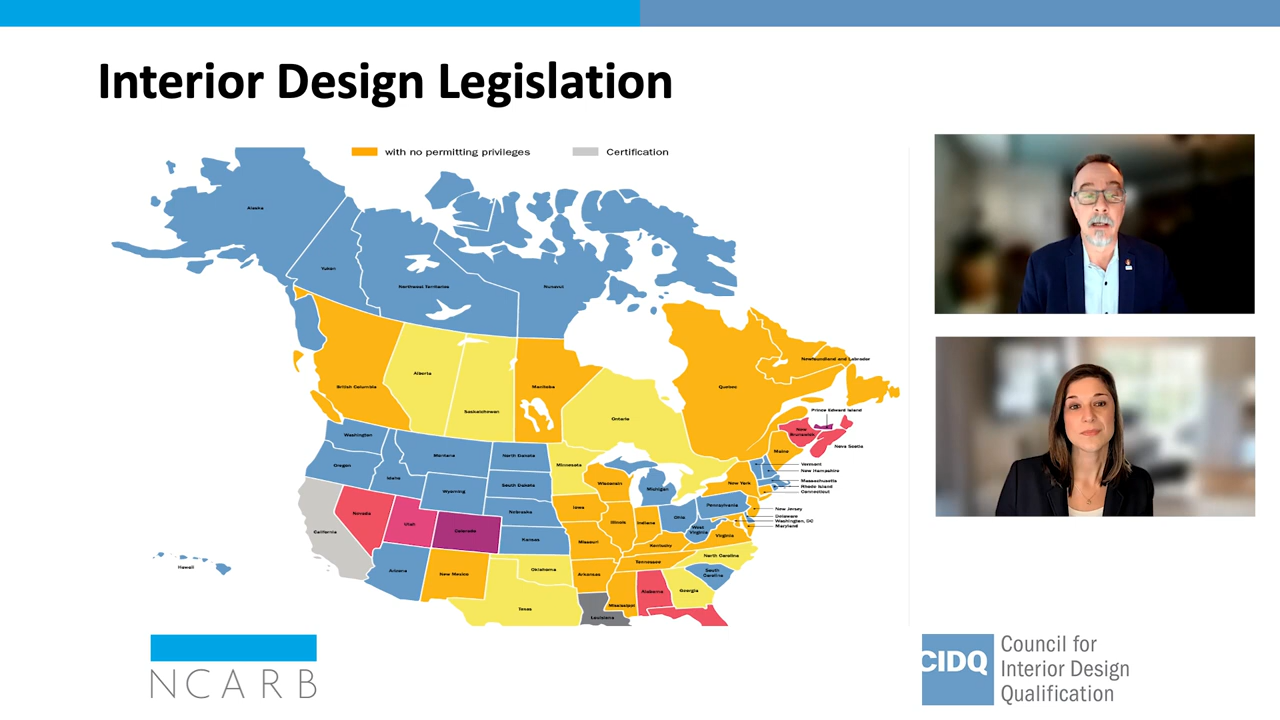 Interior Design Legislation
with no permitting privileges
Certification
Alaska
Yukon
Northwest Territories
Nunavut
British Columbia
Alberta
Saskatchewan
Manitoba
Ontario
Quebec
Newfoundland and Labrador
Prince Edward Island
New
Brunswick
Nova Scotia
Maine
Vermont
New Hampshire
Massachusetts
Rhode Island
Connecticut
New York
New Jersey
Delaware
Washington, DC
Maryland
Washington
Oregon
Idaho
Montana
North Dakota
Minnesota
Wisconsin
Michigan
Wyoming
South Dakota
Nebraska
Iowa
Illinois
Indiana
Ohio
Pennsylvania
West
Virginia
Virginia
California
Nevada
Utah
Colorado
Kansas
Missouri
Kentucky
Tennessee
North Carolina
South
Carolina
Arizona
New Mexico
Oklahoma
Arkansas
Texas
Louisiana
Mississippi
Alabama
Georgia
Hawaii
NCARB
CIDQ
Council for
Interior Design
Qualification